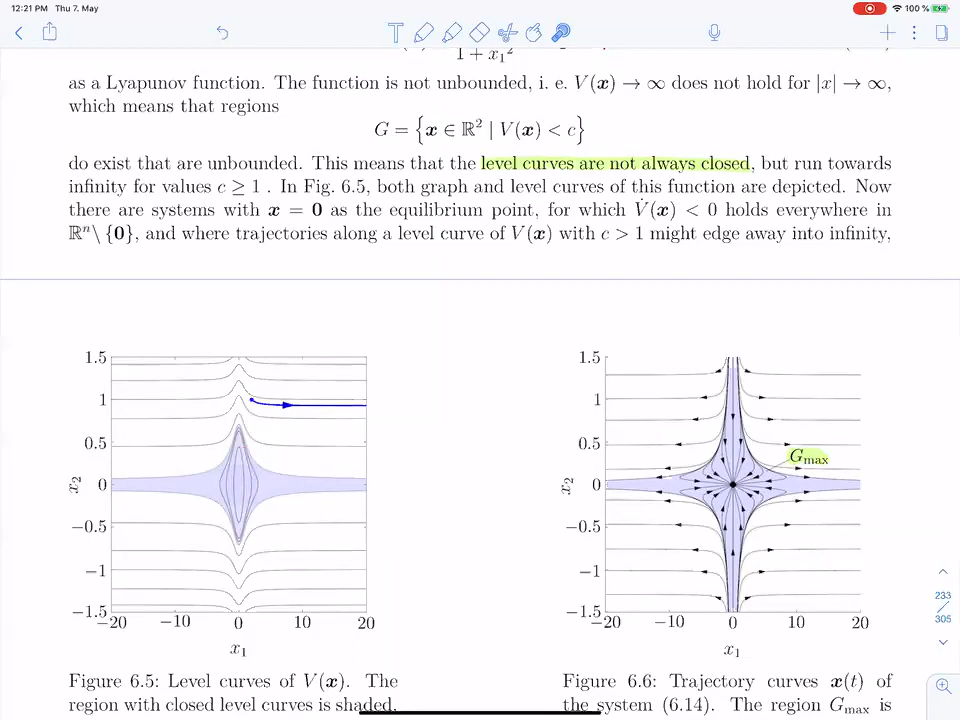 12:21 PM Thu 7. May
100 %
1 + x₁²
as a Lyapunov function. The function is not unbounded, i. e. V(x) → ∞ does not hold for |x| → ∞,
which means that regions
G = {x ∈ ℝ² | V(x) < c}
do exist that are unbounded. This means that the level curves are not always closed, but run towards
infinity for values c ≥ 1 . In Fig. 6.5, both graph and level curves of this function are depicted. Now
there are systems with x = 0 as the equilibrium point, for which V̇(x) < 0 holds everywhere in
ℝⁿ\ {0}, and where trajectories along a level curve of V(x) with c > 1 might edge away into infinity,
1.5
1
0.5
0
−0.5
−1
−1.5
x₂
−20 −10 0 10 20
x₁
Figure 6.5: Level curves of V(x). The
region with closed level curves is shaded.
1.5
1
0.5
0
−0.5
−1
−1.5
x₂
Gmax
−20 −10 0 10 20
x₁
Figure 6.6: Trajectory curves x(t) of
the system (6.14). The region Gmax is
233
305